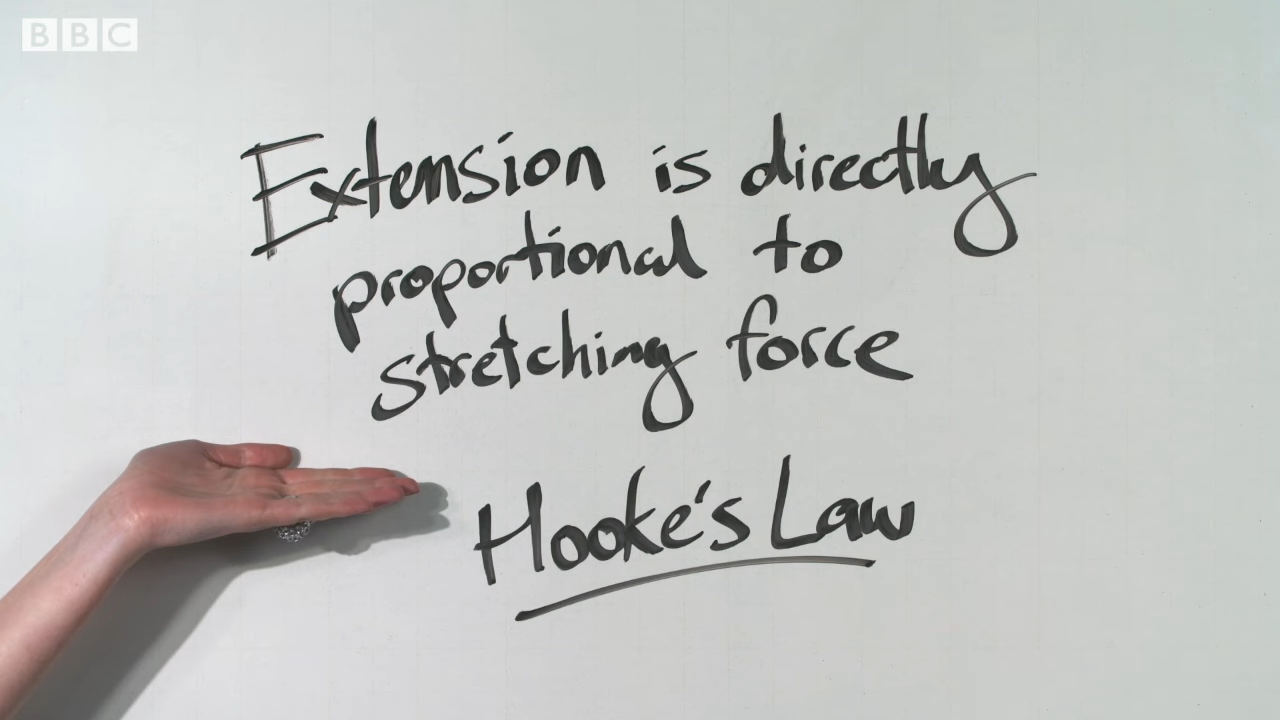 BBC
Extension is directly
proportional to
stretching force
Hooke's Law